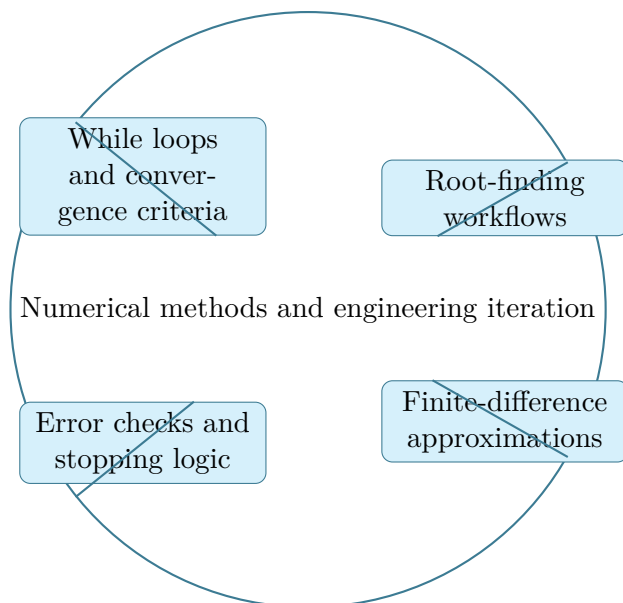 While loops
and conver-
gence criteria
Root-finding
workflows
Numerical methods and engineering iteration
Error checks and
stopping logic
Finite-difference
approximations